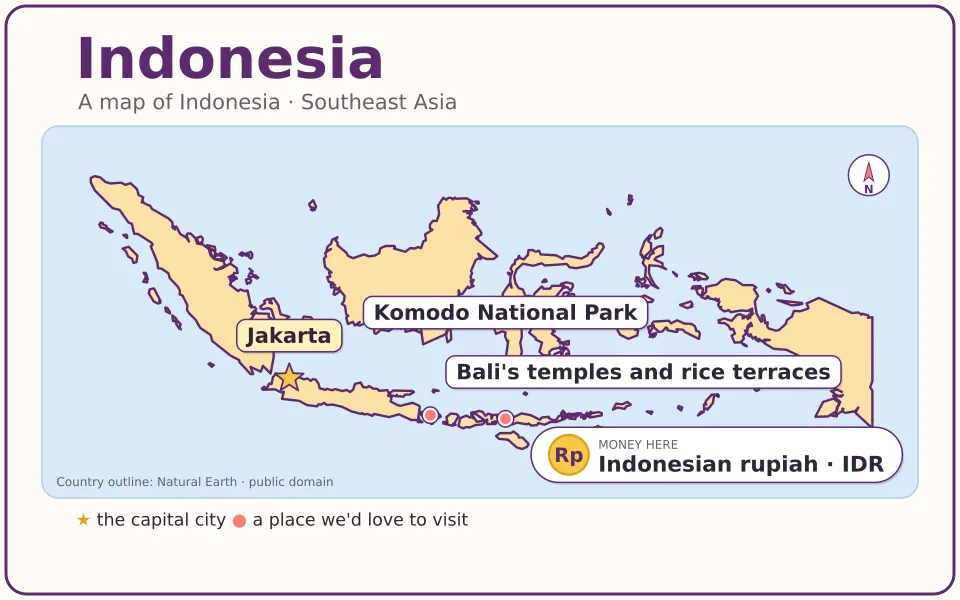 Indonesia
A map of Indonesia · Southeast Asia
N
Komodo National Park
Jakarta
Bali's temples and rice terraces
Rp
MONEY HERE
Indonesian rupiah · IDR
Country outline: Natural Earth · public domain
the capital city
a place we'd love to visit